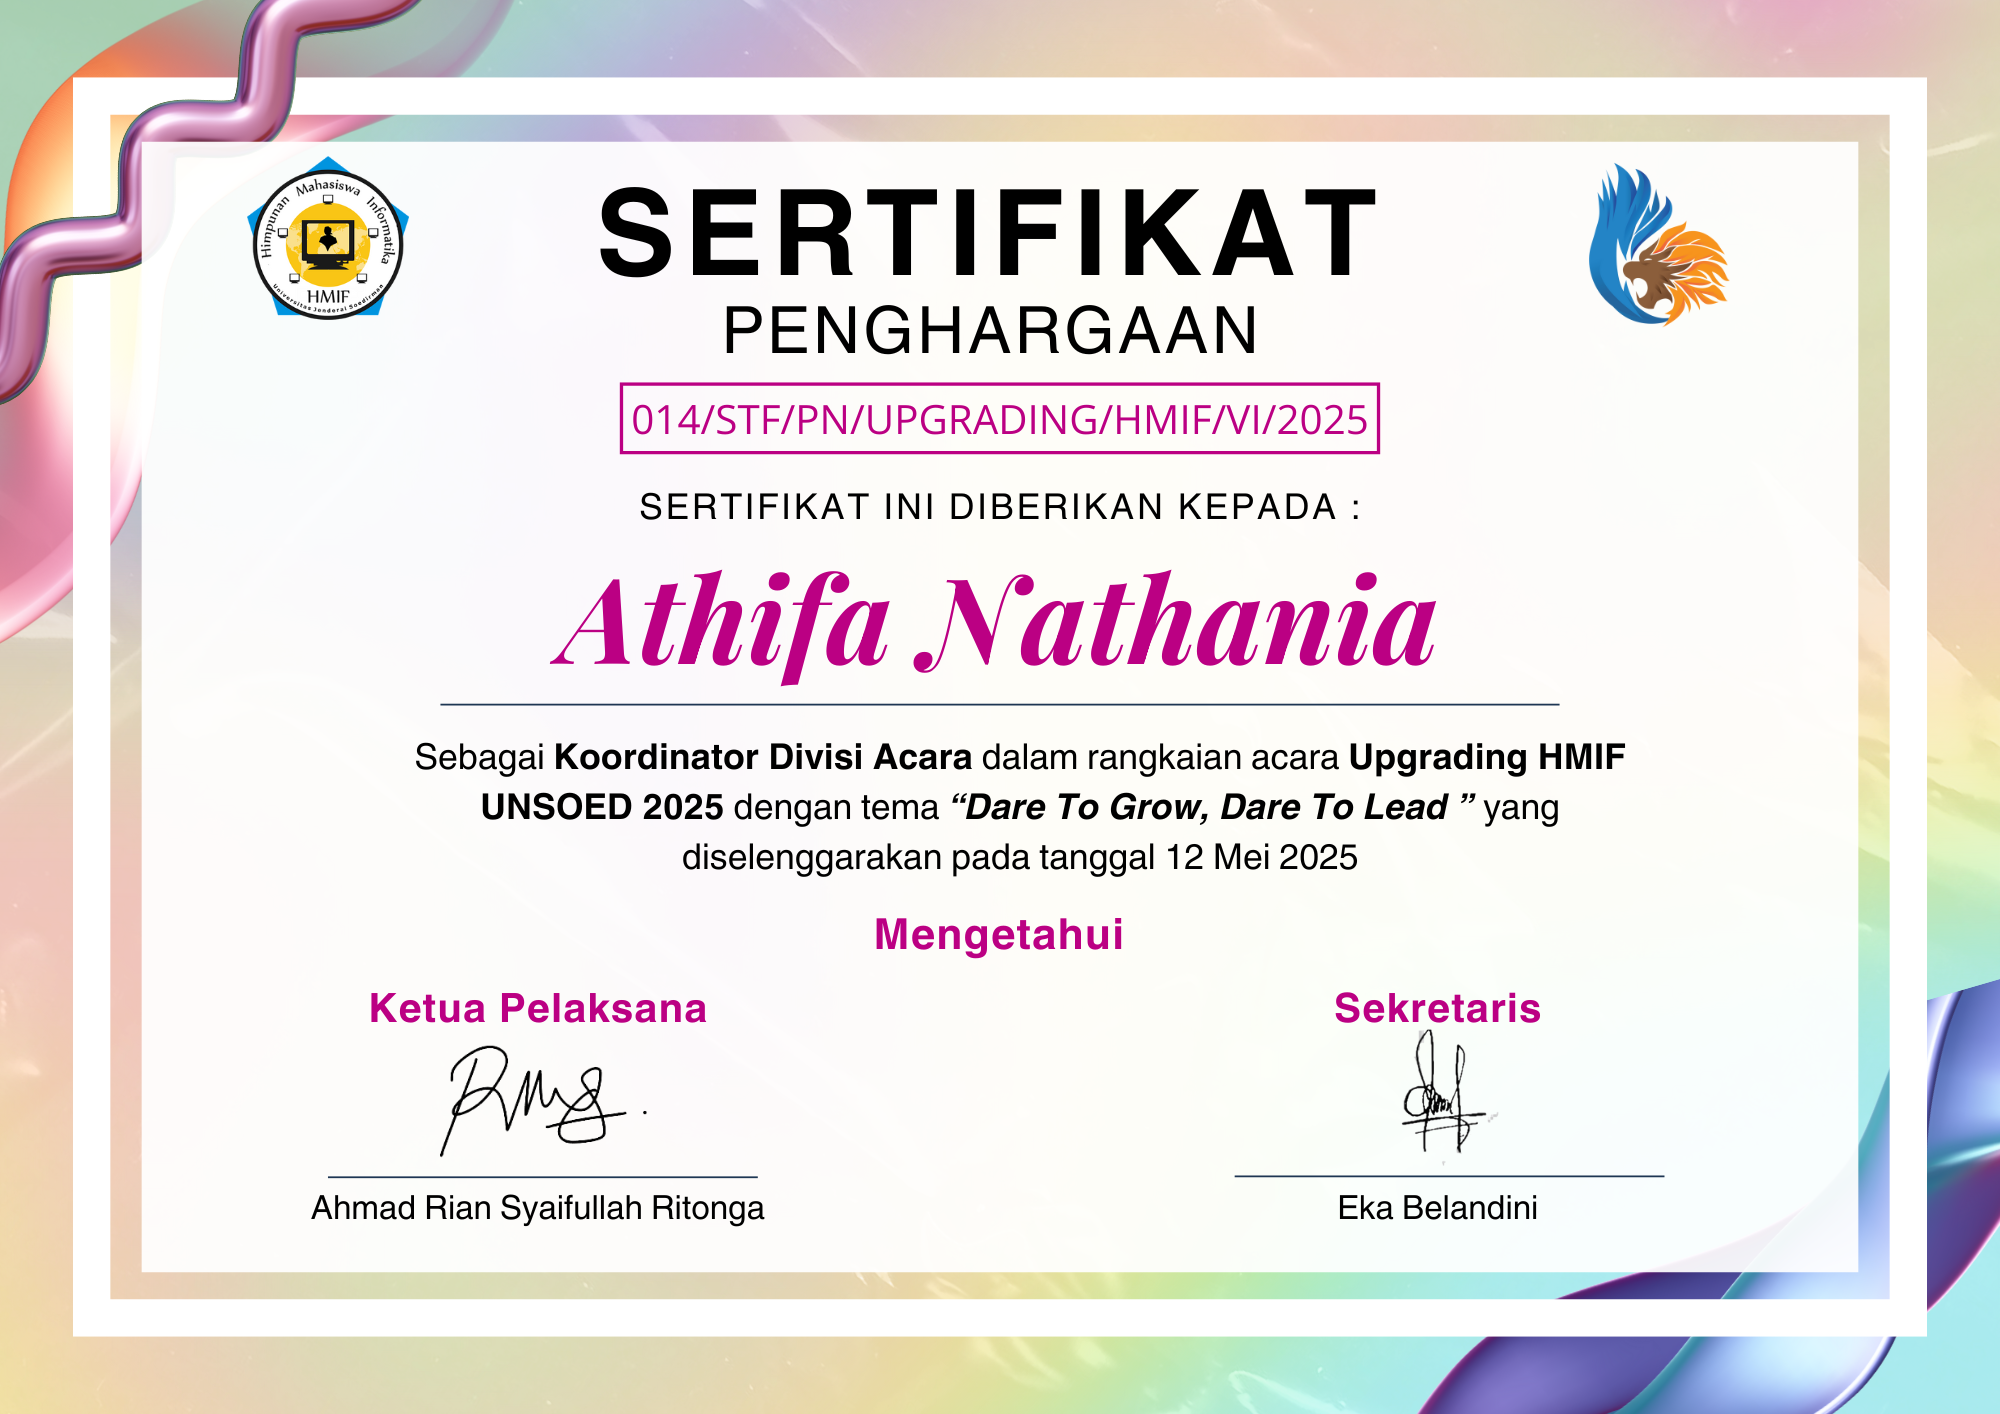 Himpunan Mahasiswa Informatika
HMIF
Universitas Jenderal Soedirman
SERTIFIKAT
PENGHARGAAN
014/STF/PN/UPGRADING/HMIF/VI/2025
SERTIFIKAT INI DIBERIKAN KEPADA :
Athifa Nathania
Sebagai Koordinator Divisi Acara dalam rangkaian acara Upgrading HMIF
UNSOED 2025 dengan tema “Dare To Grow, Dare To Lead ” yang
diselenggarakan pada tanggal 12 Mei 2025
Mengetahui
Ketua Pelaksana
Sekretaris
Ahmad Rian Syaifullah Ritonga
Eka Belandini